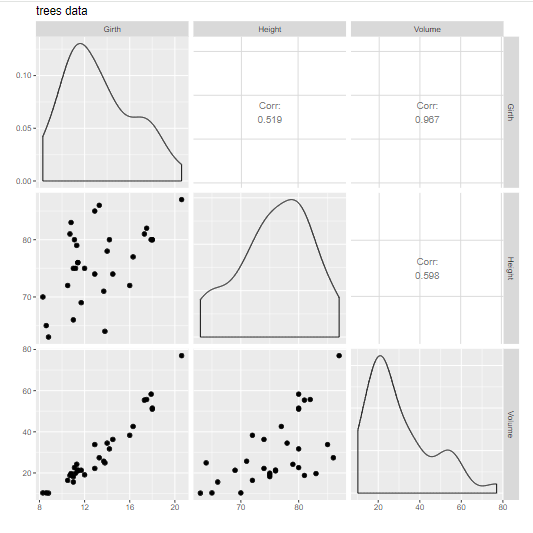 trees data
Girth Height Volume
0.10
0.05
0.00
Corr:
0.519
Corr:
0.967
Girth
80
70
Corr:
0.598
Height
80
60
40
20
Volume
8 12 16 20 70 80 20 40 60 80